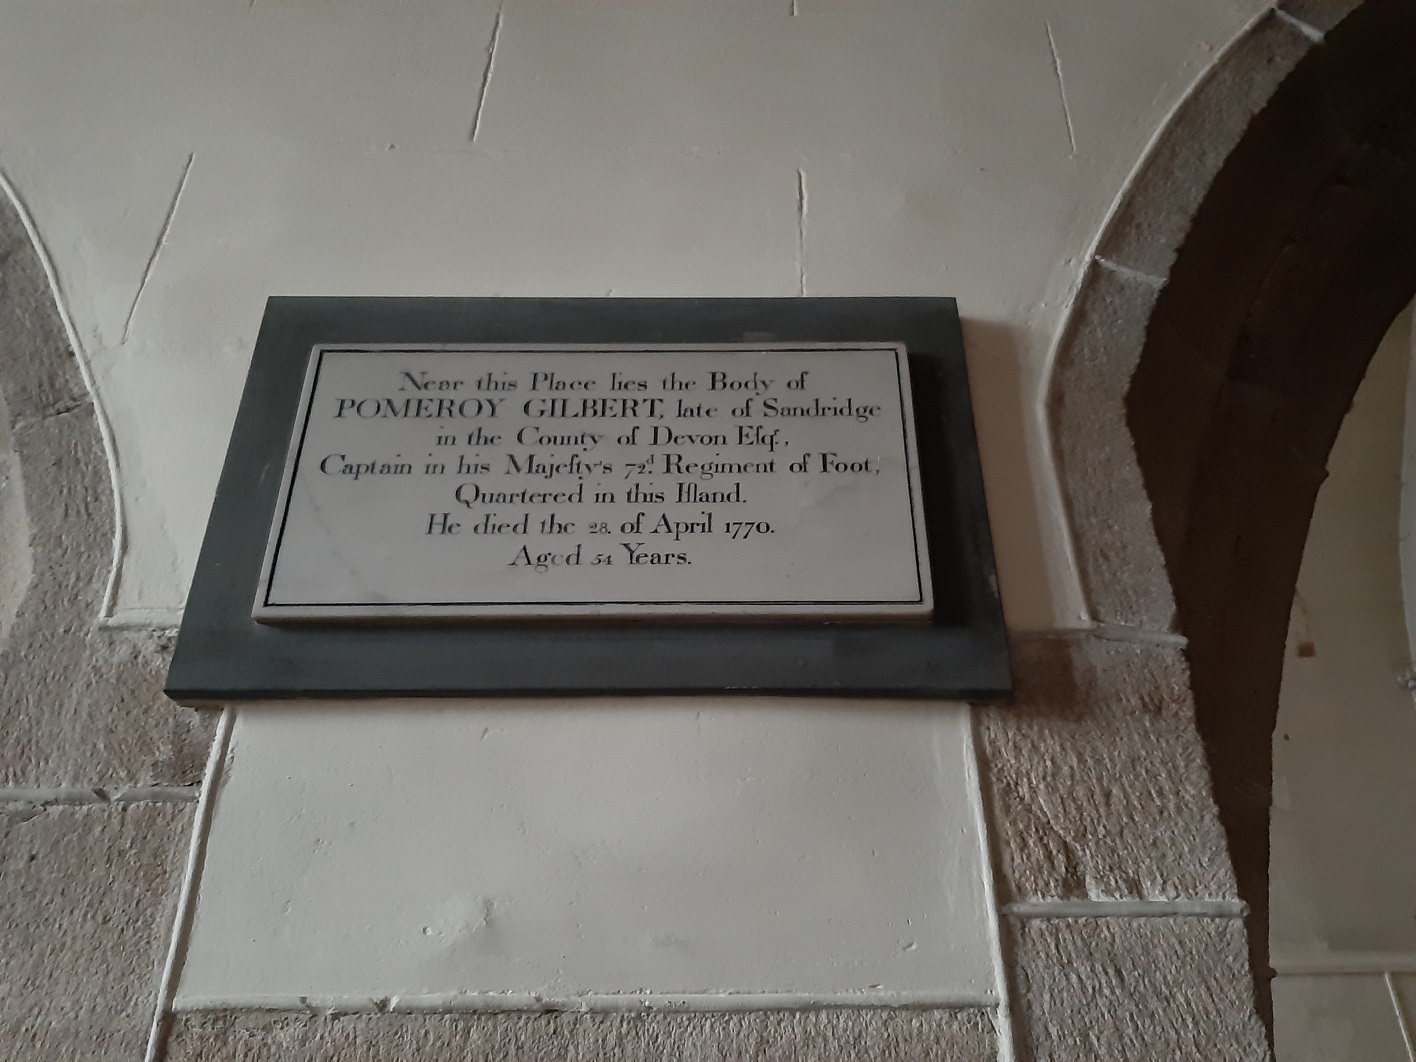 Near this Place lies the Body of
POMEROY GILBERT, late of Sandridge
in the County of Devon Eſqr.,
Captain in his Majeſty's 72d. Regiment of Foot,
Quartered in this Iſland.
He died the 28. of April 1770.
Aged 54 Years.